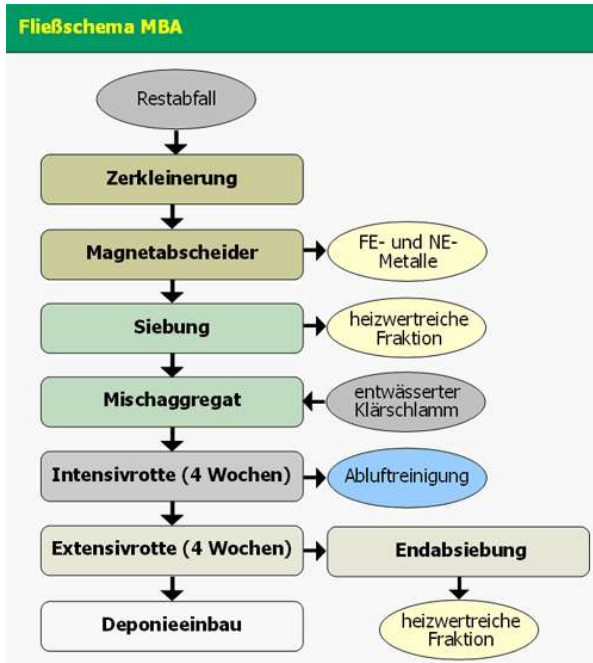 Fließschema MBA
Restabfall
Zerkleinerung
Magnetabscheider
FE- und NE-
Metalle
Siebung
heizwertreiche
Fraktion
Mischaggregat
entwässerter
Klärschlamm
Intensivrotte (4 Wochen)
Abluftreinigung
Extensivrotte (4 Wochen)
Endabsiebung
Deponieeinbau
heizwertreiche
Fraktion